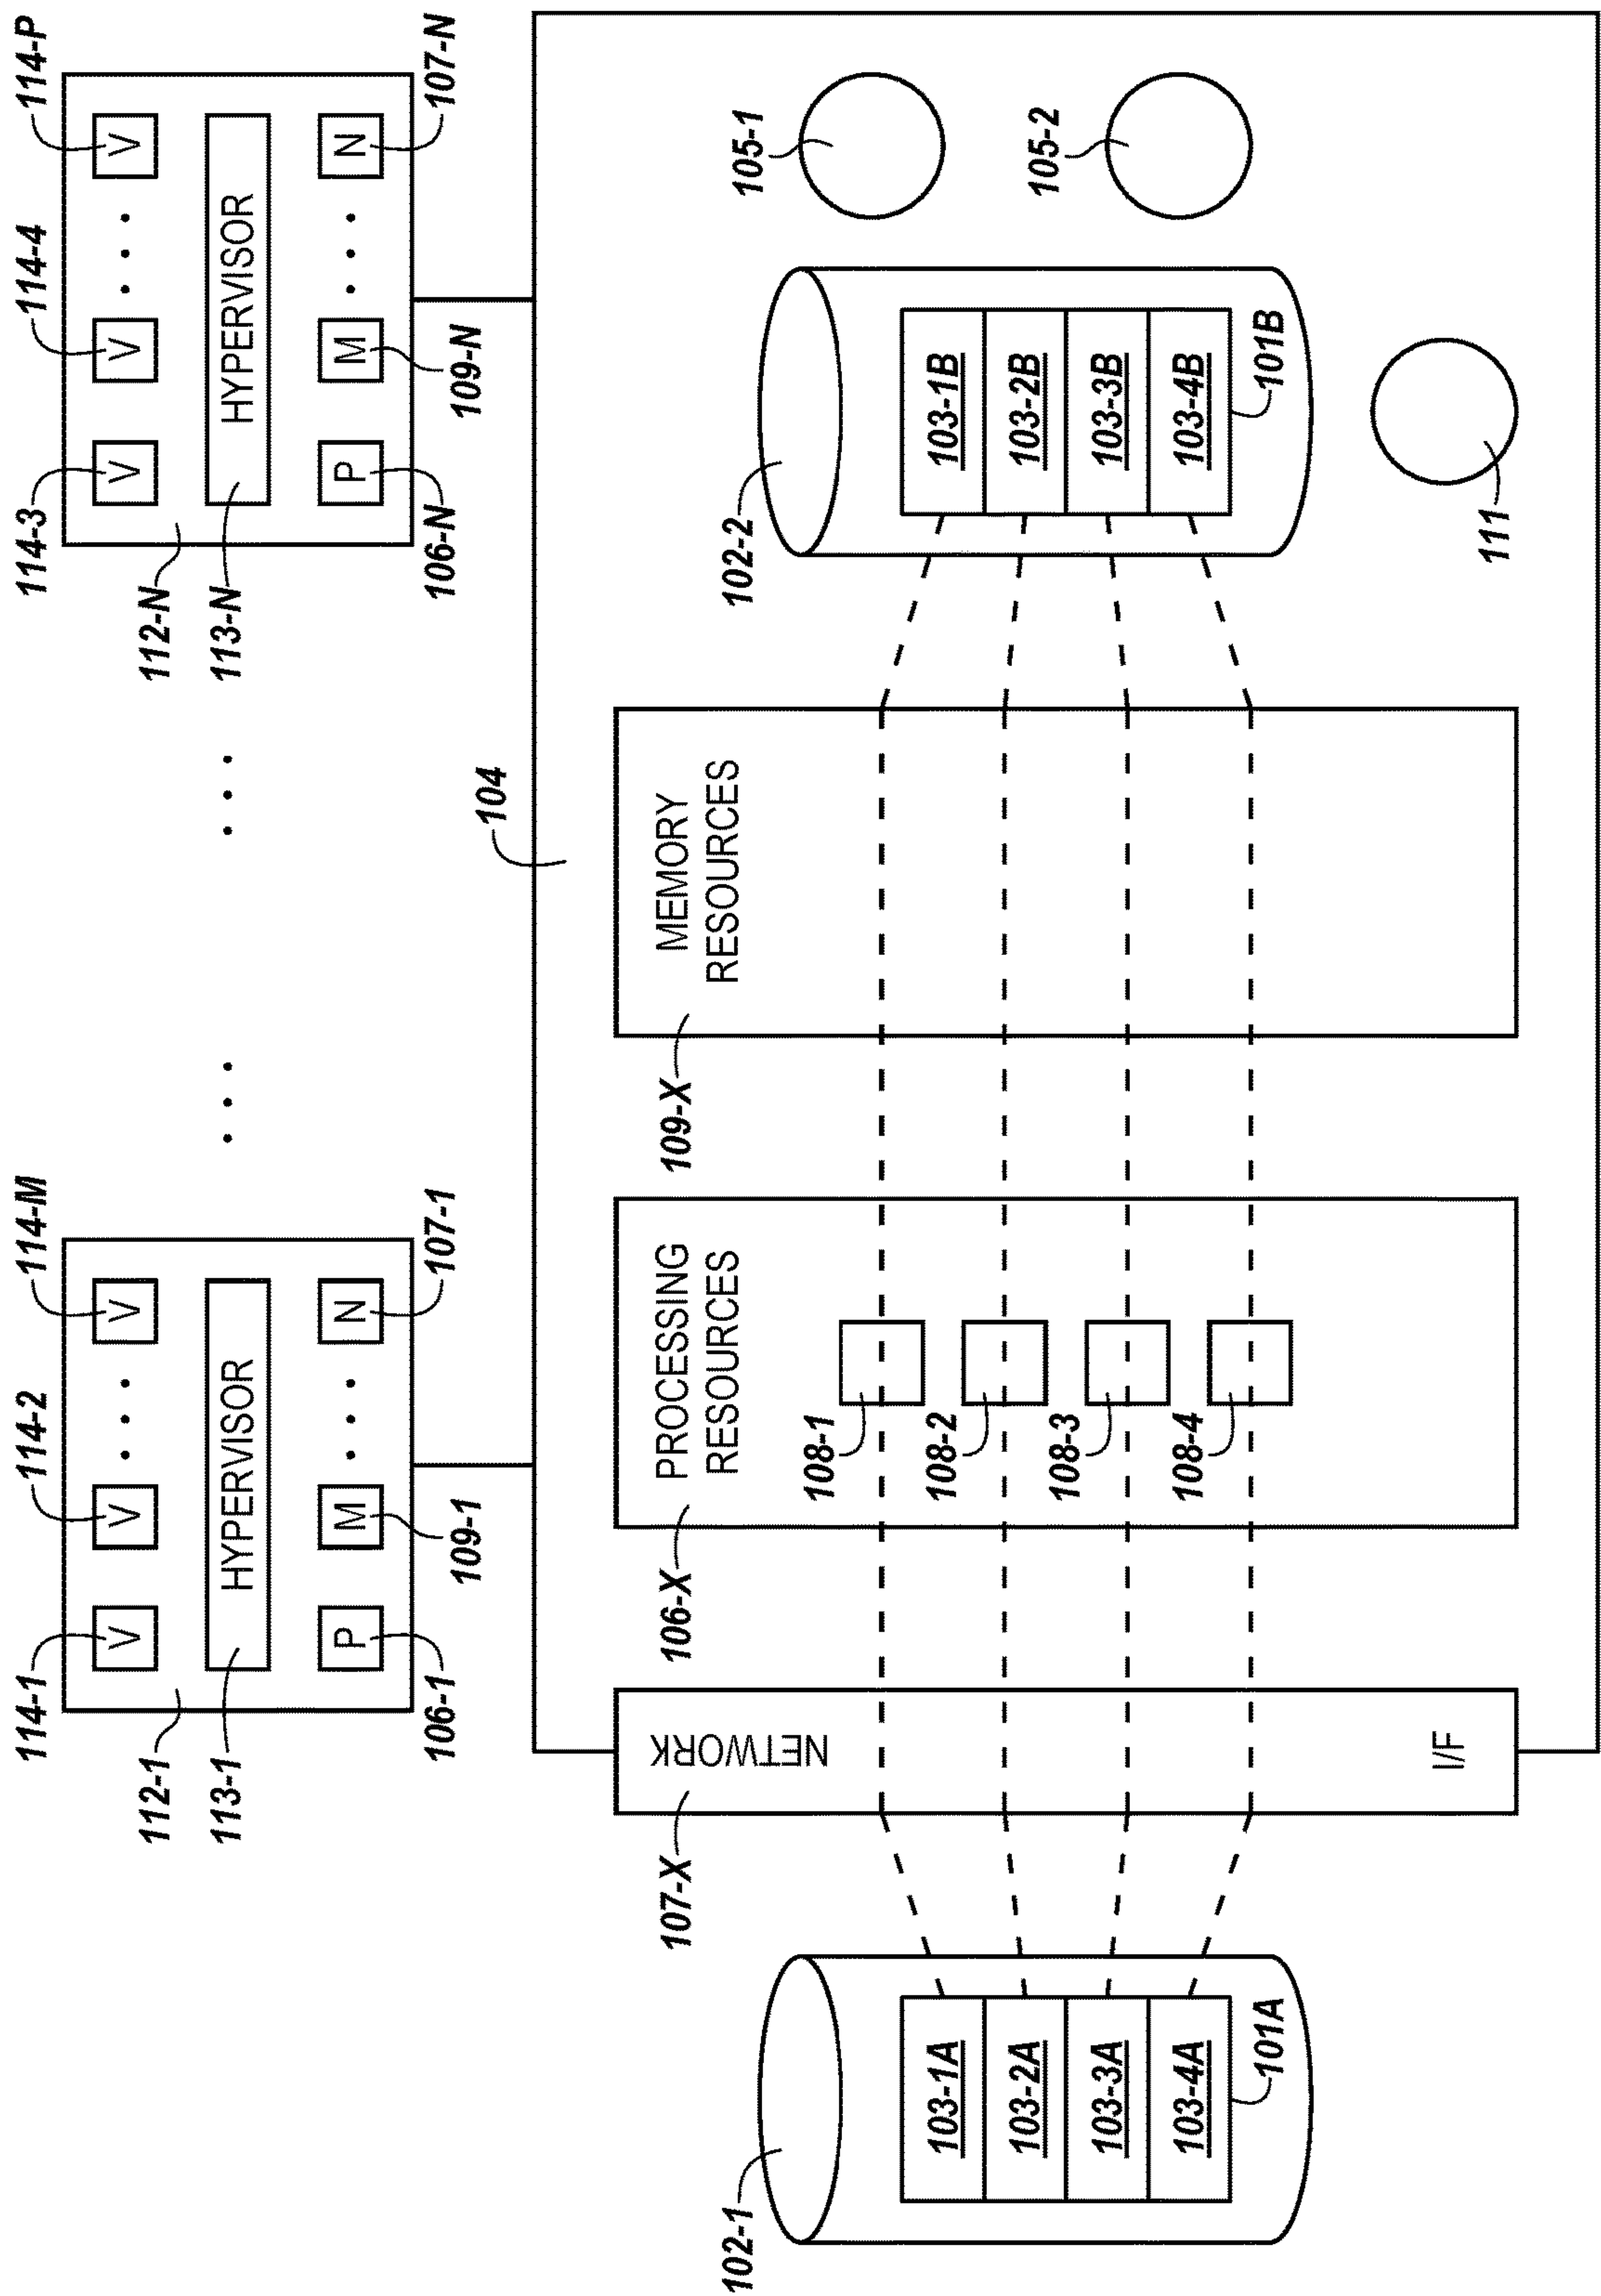 114-1
114-2
114-M
114-3
114-4
114-P
V
V
V
V
V
V
112-1
112-N
113-1
HYPERVISOR
113-N
HYPERVISOR
P
M
N
P
M
N
106-1
109-1
107-1
106-N
109-N
107-N
104
107-X
106-X
109-X
NETWORK
I/F
PROCESSING
RESOURCES
MEMORY
RESOURCES
108-1
108-2
108-3
108-4
102-1
103-1A
103-2A
103-3A
103-4A
101A
102-2
103-1B
103-2B
103-3B
103-4B
101B
105-1
105-2
111